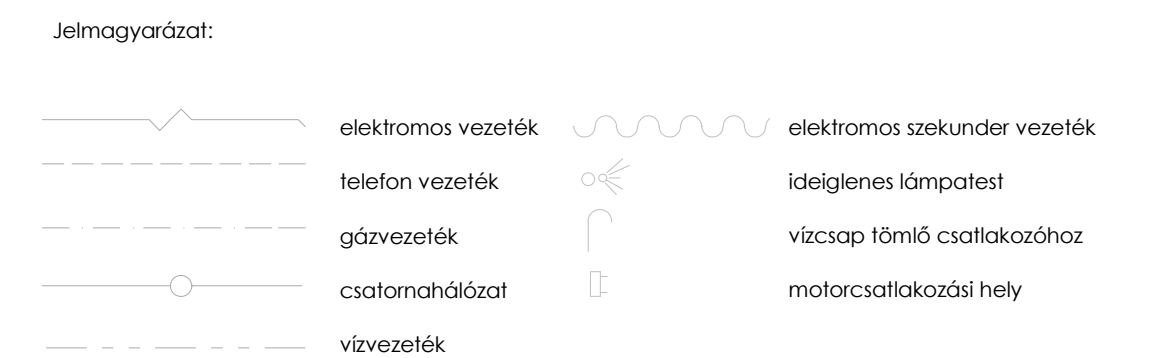 Jelmagyarázat:
elektromos vezeték
telefon vezeték
gázvezeték
csatornahálózat
vízvezeték
elektromos szekunder vezeték
ideiglenes lámpatest
vízcsap tömlő csatlakozóhoz
motorcsatlakozási hely